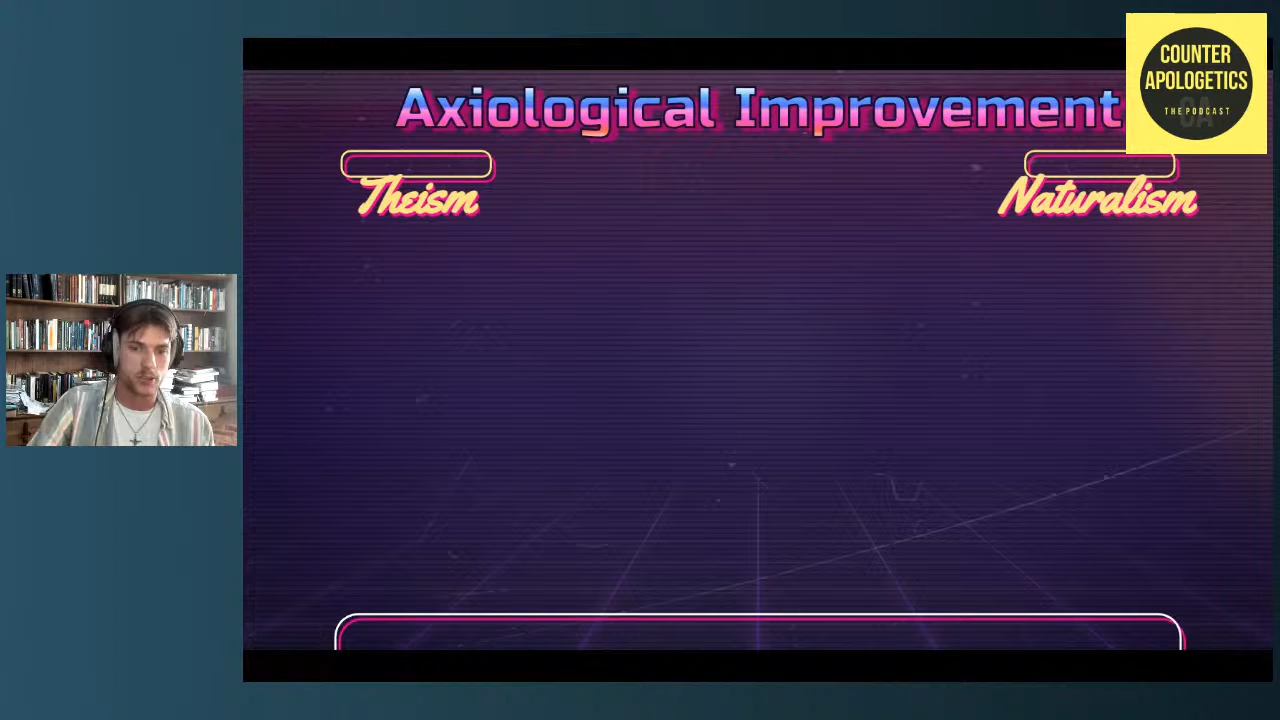 Axiological Improvement
Theism
Naturalism
COUNTER
APOLOGETICS
THE PODCAST